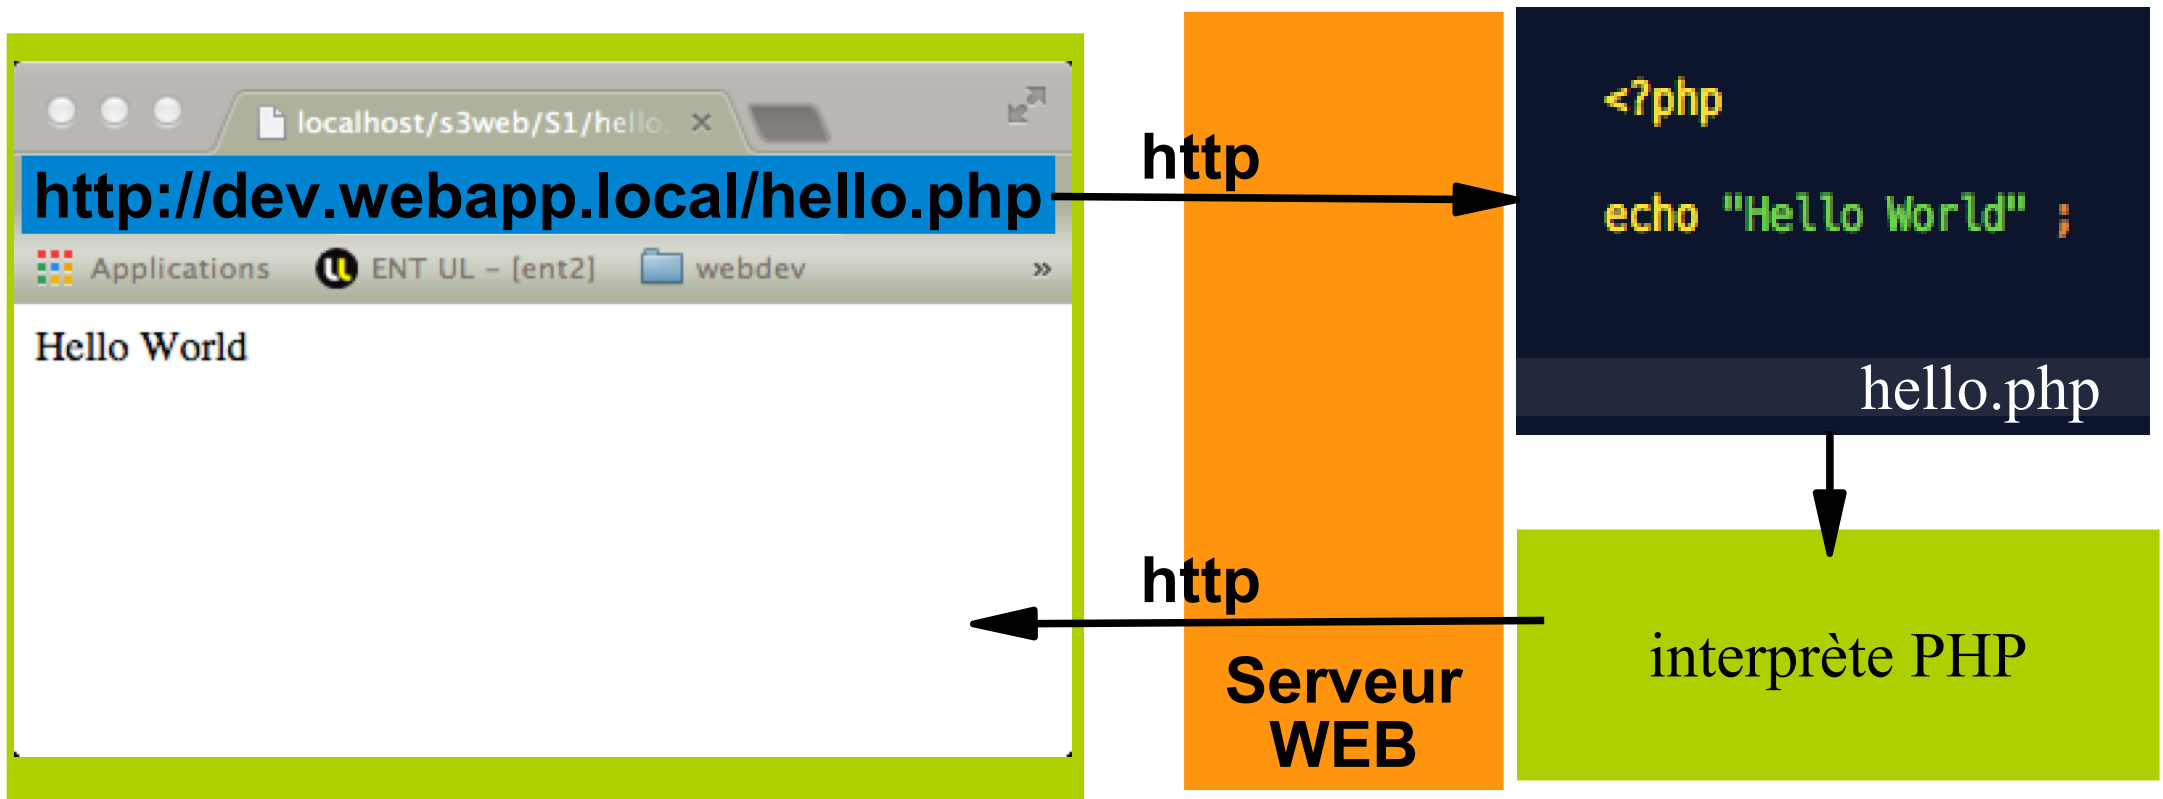 localhost/s3web/S1/hello.
http://dev.webapp.local/hello.php
Applications
ENT UL – [ent2]
webdev
»
Hello World
http
http
Serveur
WEB
<?php
echo "Hello World" ;
hello.php
interprète PHP